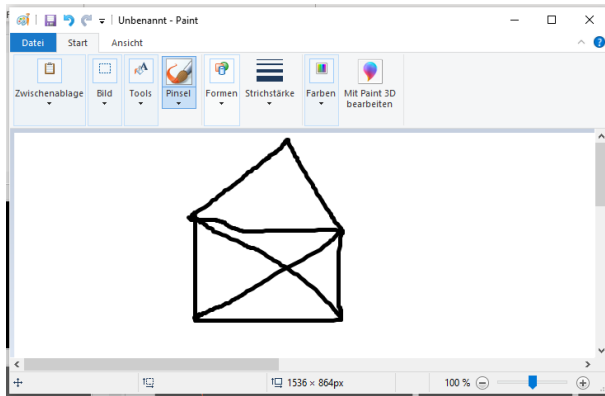 Unbenannt - Paint
Datei Start Ansicht
Zwischenablage Bild Tools Pinsel Formen Strichstärke Farben Mit Paint 3D
bearbeiten
1536 × 864px 100 %